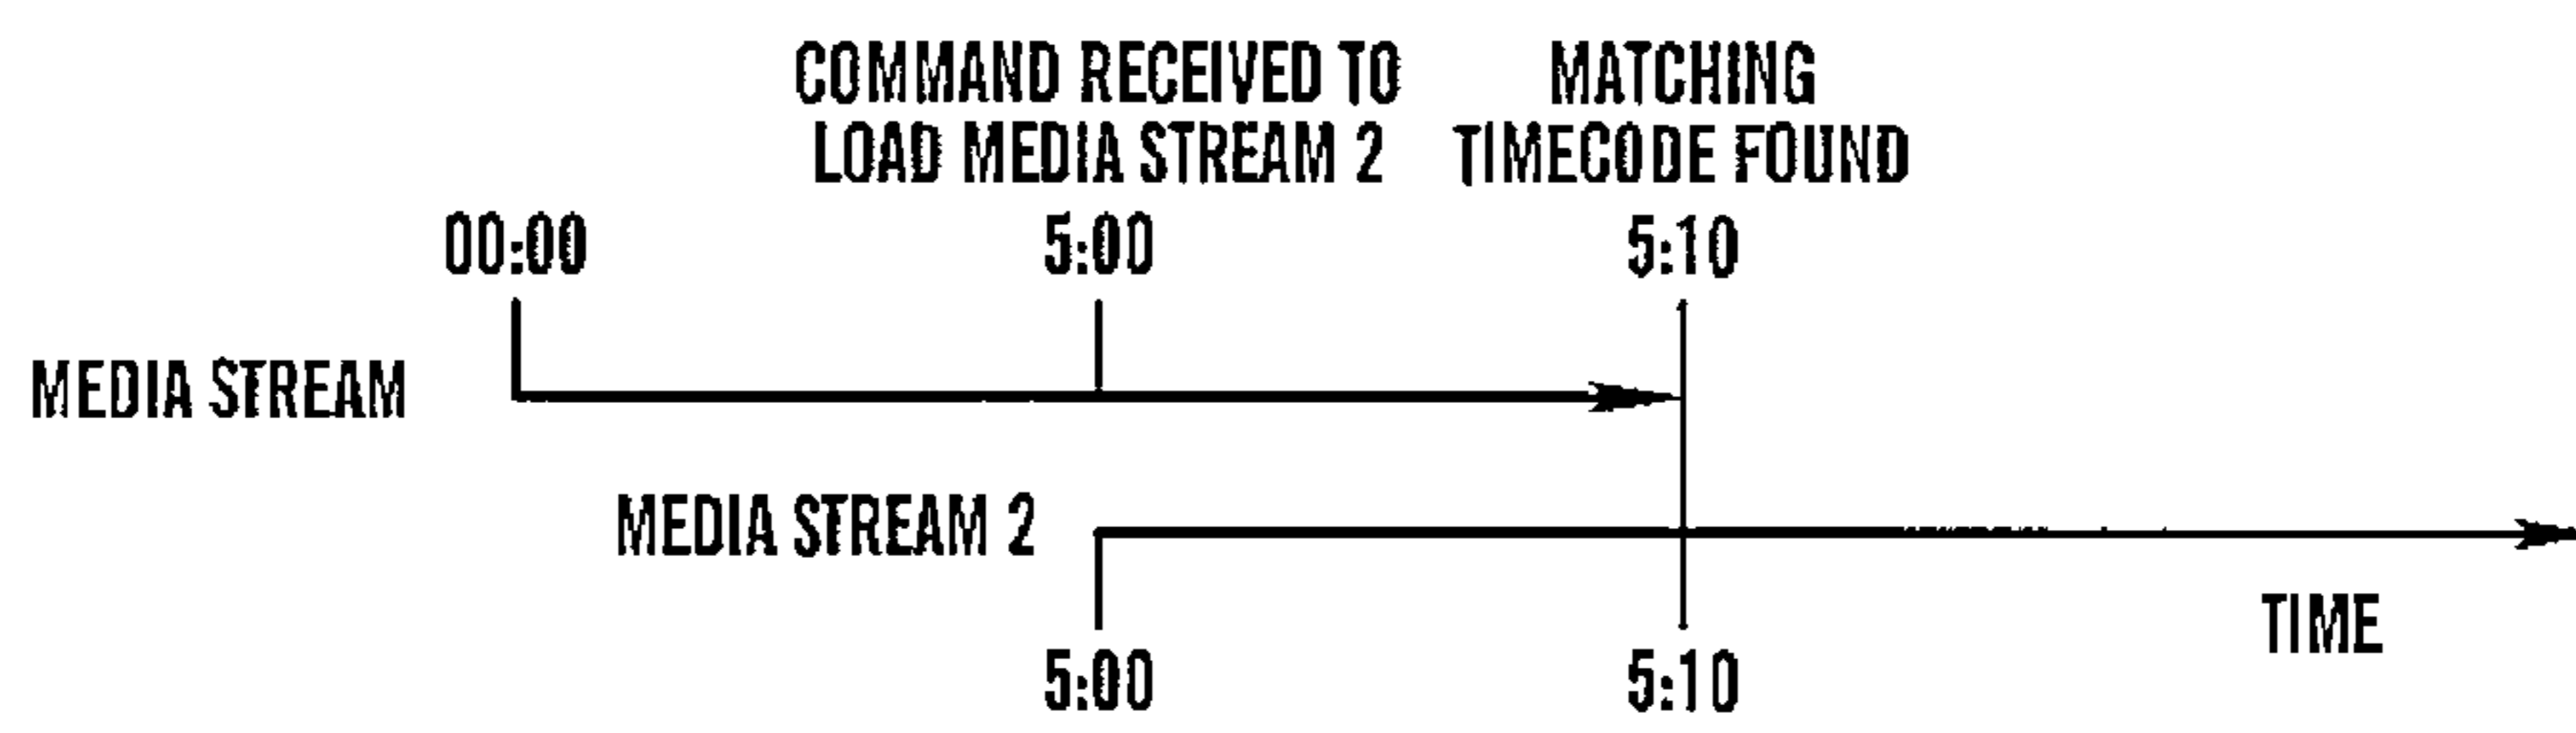 COMMAND RECEIVED TO
LOAD MEDIA STREAM 2
MATCHING
TIMECODE FOUND
00:00
5:00
5:10
MEDIA STREAM
MEDIA STREAM 2
TIME
5:00
5:10